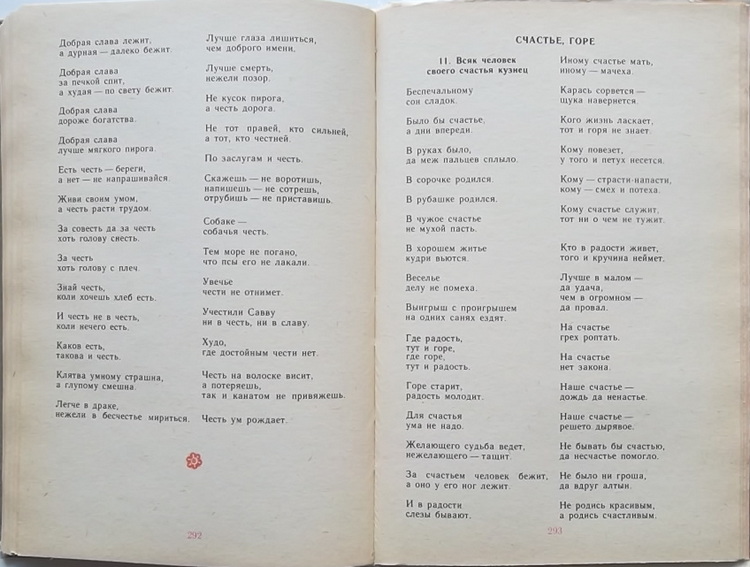 Добрая слава лежит,
а дурная — далеко бежит.
Добрая слава
за печкой спит,
а худая — по свету бежит.
Добрая слава
дороже богатства.
Добрая слава
лучше мягкого пирога.
Есть честь — береги,
а нет — не напрашивайся.
Живи своим умом,
а честь расти трудом.
За совесть да за честь
хоть голову снесть.
За честь
хоть голову с плеч.
Знай честь,
коли хочешь хлеб есть.
И честь не в честь,
коли нечего есть.
Каков есть,
такова и честь.
Клятва умному страшна,
а глупому смешна.
Легче в драке,
нежели в бесчестье мириться.
Лучше глаза лишиться,
чем доброго имени.
Лучше смерть,
нежели позор.
Не кусок пирога,
а честь дорога.
Не тот правей, кто сильней,
а тот, кто честней.
По заслугам и честь.
Скажешь — не воротишь,
напишешь — не сотрешь,
отрубишь — не приставишь.
Собаке —
собачья честь.
Тем море не погано,
что псы его не лакали.
Увечье
чести не отнимет.
Учестили Савву
ни в честь, ни в славу.
Худо,
где достойным чести нет.
Честь на волоске висит,
а потеряешь,
так и канатом не привяжешь.
Честь ум рождает.
292
СЧАСТЬЕ, ГОРЕ
11. Всяк человек
своего счастья кузнец
Беспечальному
сон сладок.
Было бы счастье,
а дни впереди.
В руках было,
да меж пальцев сплыло.
В сорочке родился.
В рубашке родился.
В чужое счастье
не мухой пасть.
В хорошем житье
кудри вьются.
Веселье
делу не помеха.
Выигрыш с проигрышем
на одних санях ездят.
Где радость,
тут и горе,
где горе,
тут и радость.
Горе старит,
радость молодит.
Для счастья
ума не надо.
Желающего судьба ведет,
нежелающего — тащит.
За счастьем человек бежит,
а оно у его ног лежит.
И в радости
слезы бывают.
Иному счастье мать,
иному — мачеха.
Карась сорвется —
щука навернется.
Кого жизнь ласкает,
тот и горя не знает.
Кому повезет,
у того и петух несется.
Кому — страсти-напасти,
кому — смех и потеха.
Кому счастье служит,
тот ни о чем не тужит.
Кто в радости живет,
того и кручина неймет.
Лучше в малом —
да удача,
чем в огромном —
да провал.
На счастье
грех роптать.
На счастье
нет закона.
Наше счастье —
дождь да ненастье.
Наше счастье —
решето дырявое.
Не бывать бы счастью,
да несчастье помогло.
Не было ни гроша,
да вдруг алтын.
Не родись красивым,
а родись счастливым.
293